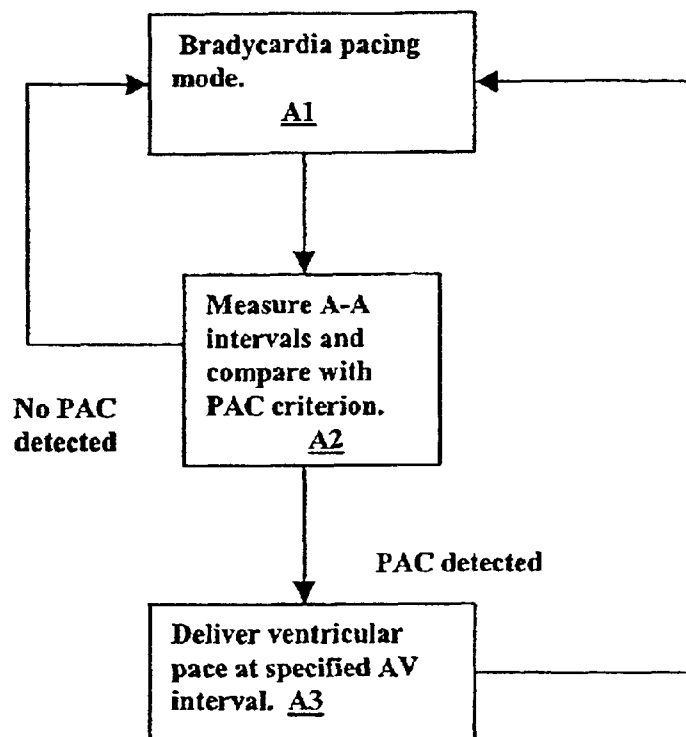 Bradycardia pacing
mode.
A1
Measure A-A
intervals and
compare with
PAC criterion.
A2
No PAC
detected
PAC detected
Deliver ventricular
pace at specified AV
interval. A3